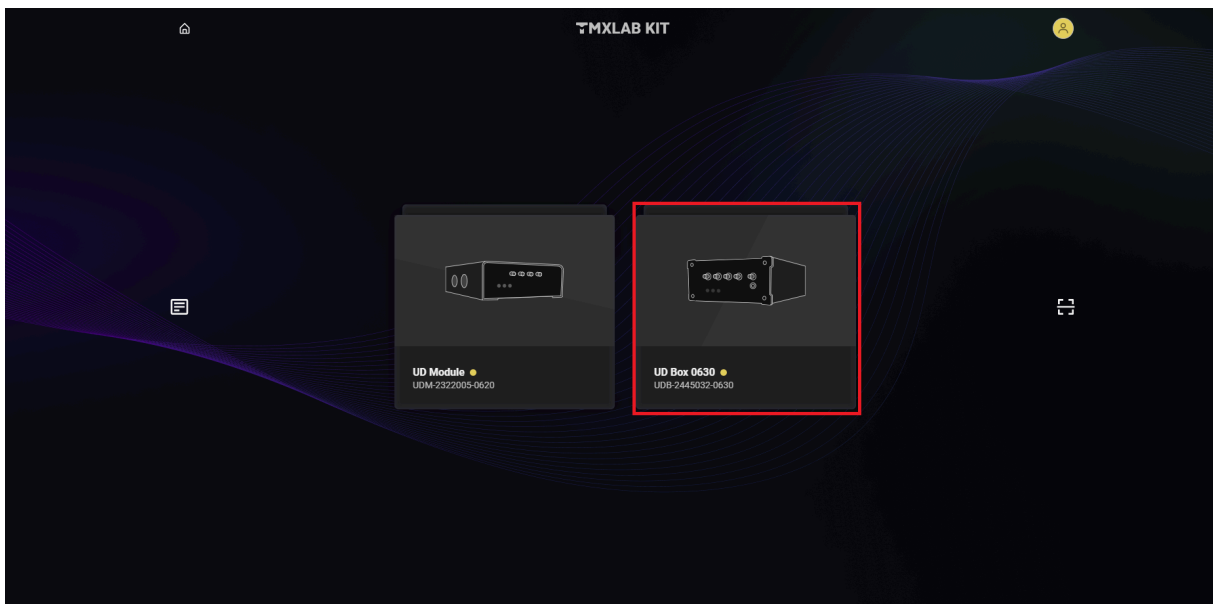 TMXLAB KIT
UD Module
UDM-2322005-0620
UD Box 0630
UDB-2445032-0630